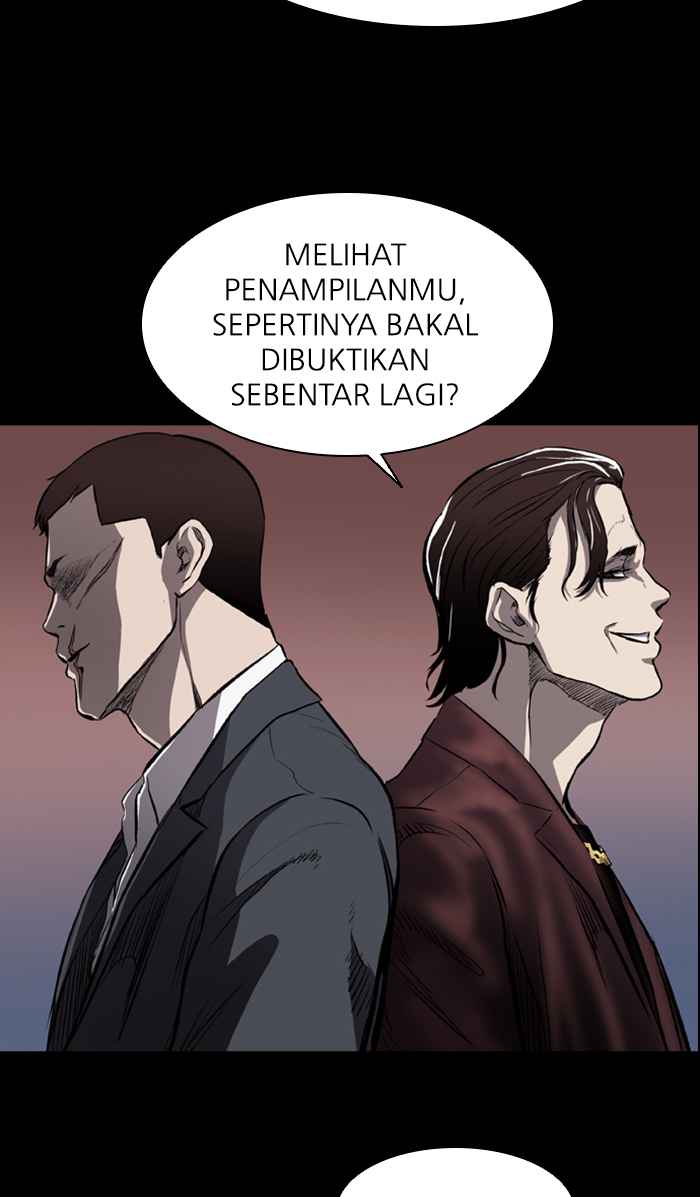 MELIHAT
PENAMPILANMU,
SEPERTINYA BAKAL
DIBUKTIKAN
SEBENTAR LAGI?